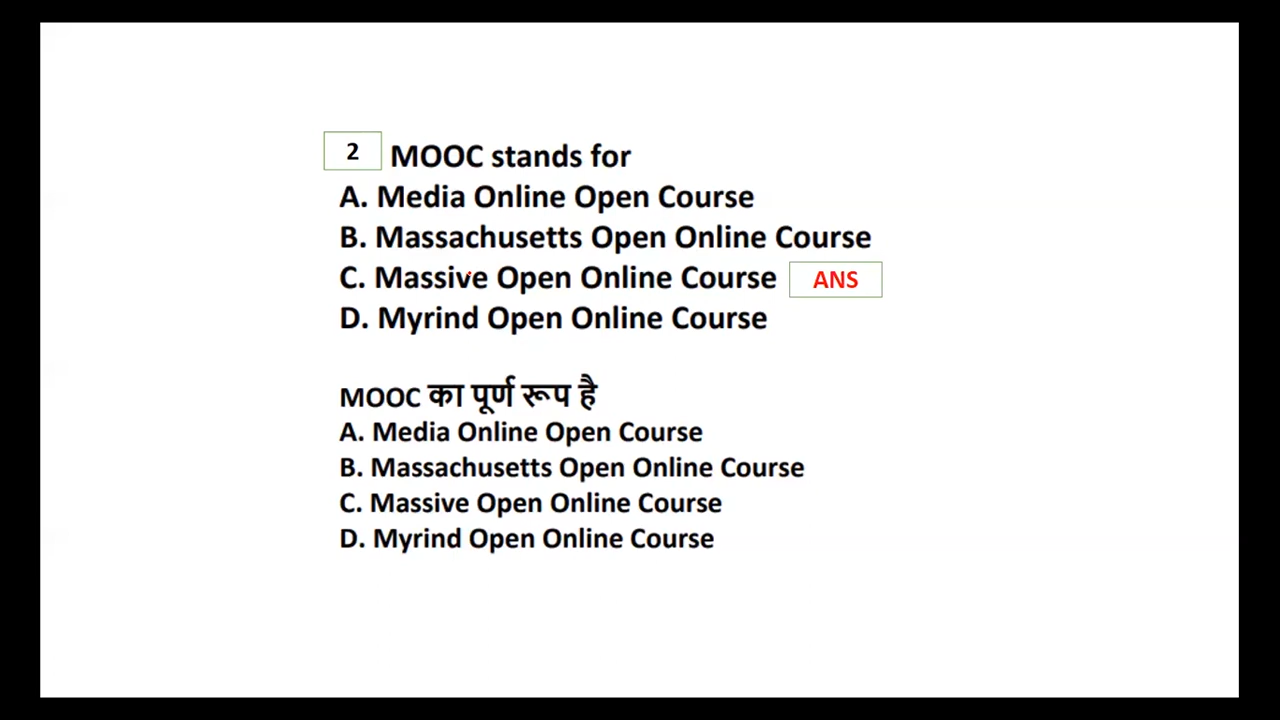 2 MOOC stands for
A. Media Online Open Course
B. Massachusetts Open Online Course
C. Massive Open Online Course ANS
D. Myrind Open Online Course
MOOC का पूर्ण रूप है
A. Media Online Open Course
B. Massachusetts Open Online Course
C. Massive Open Online Course
D. Myrind Open Online Course